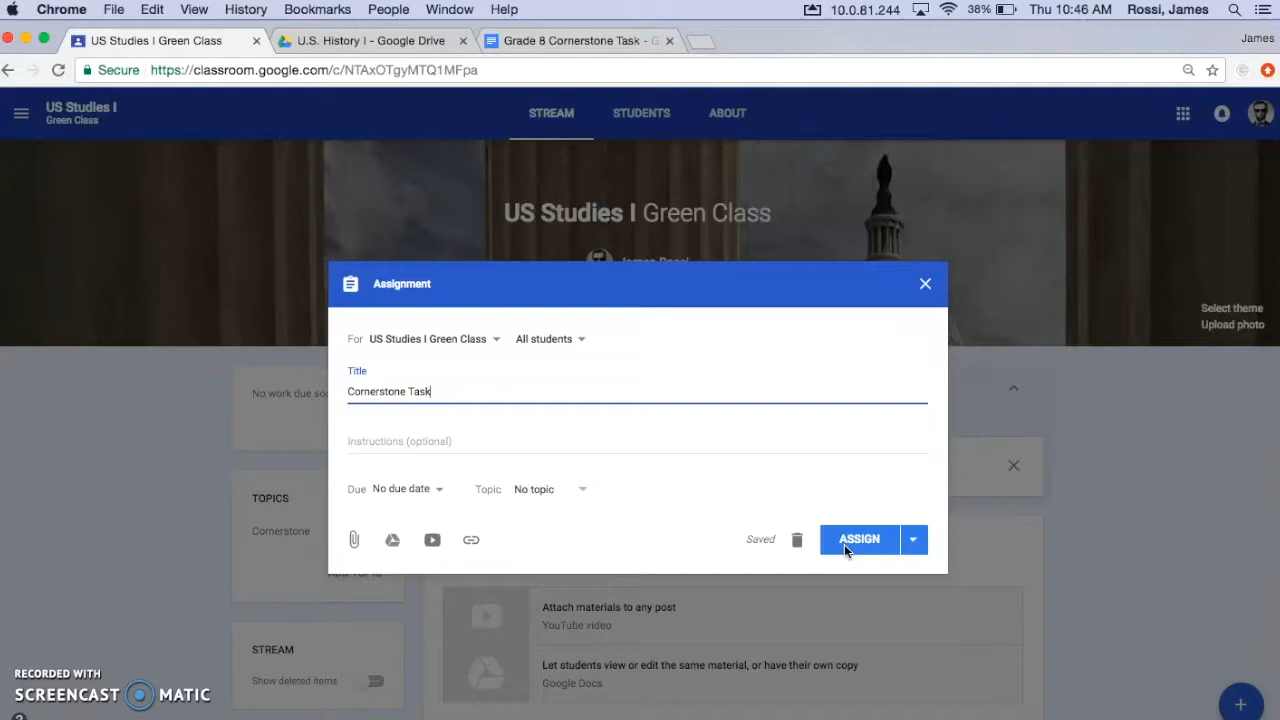 Chrome File Edit View History Bookmarks People Window Help 10.0.81.244 38% Thu 10:46 AM Rossi, James
US Studies I Green Class U.S. History I - Google Drive Grade 8 Cornerstone Task - G James
Secure https://classroom.google.com/c/NTAxOTgyMTQ1MFpa
US Studies I
Green Class
STREAM STUDENTS ABOUT
US Studies I Green Class
Select theme
Upload photo
Assignment
For US Studies I Green Class All students
Title
Cornerstone Task
Instructions (optional)
Due No due date Topic No topic
Saved ASSIGN
No work due
TOPICS
Cornerstone
STREAM
Show deleted items
Attach materials to any post
YouTube video
Let students view or edit the same material, or have their own copy
Google Docs
RECORDED WITH
SCREENCAST MATIC